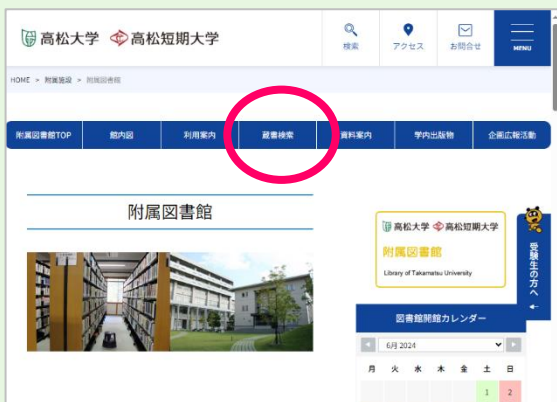 高松大学 高松短期大学
検索 アクセス お問合せ MENU
HOME > 附属施設 > 附属図書館
附属図書館TOP 館内図 利用案内 蔵書検索 資料案内 学内出版物 企画広報活動
附属図書館
高松大学 高松短期大学
附属図書館
Library of Takamatsu University
受験生の方へ
図書館開館カレンダー
6月 2024
月 火 水 木 金 土 日
1 2